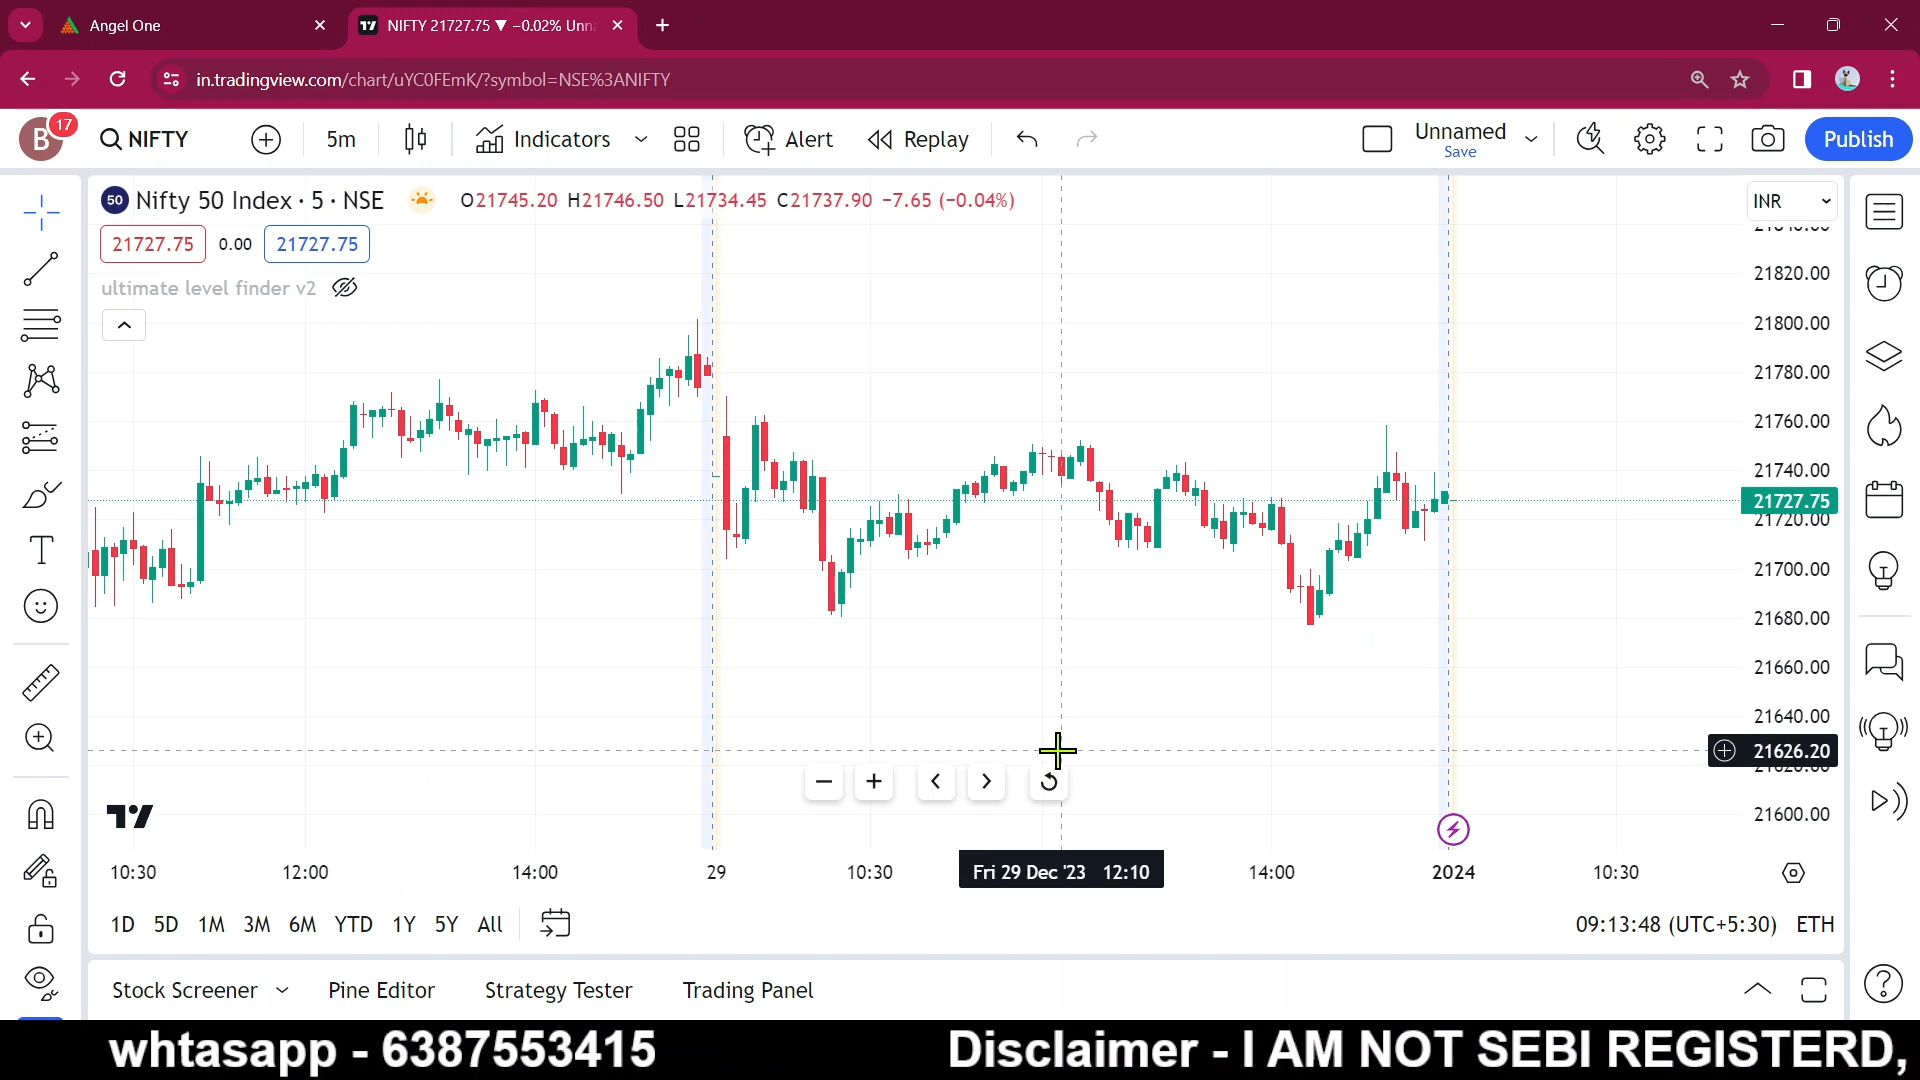 Angel One
NIFTY 21727.75 ▼ −0.02% Unn
in.tradingview.com/chart/uYC0FEmK/?symbol=NSE%3ANIFTY
B
17
NIFTY
5m
Indicators
Alert
Replay
Unnamed
Save
Publish
50 Nifty 50 Index · 5 · NSE
O21745.20 H21746.50 L21734.45 C21737.90 −7.65 (−0.04%)
INR
21727.75
0.00
21727.75
ultimate level finder v2
21820.00
21800.00
21780.00
21760.00
21740.00
21727.75
21720.00
21700.00
21680.00
21660.00
21640.00
21626.20
21600.00
10:30
12:00
14:00
29
10:30
Fri 29 Dec '23 12:10
14:00
2024
10:30
1D 5D 1M 3M 6M YTD 1Y 5Y All
09:13:48 (UTC+5:30) ETH
Stock Screener
Pine Editor
Strategy Tester
Trading Panel
whtasapp - 6387553415
Disclaimer - I AM NOT SEBI REGISTERD,